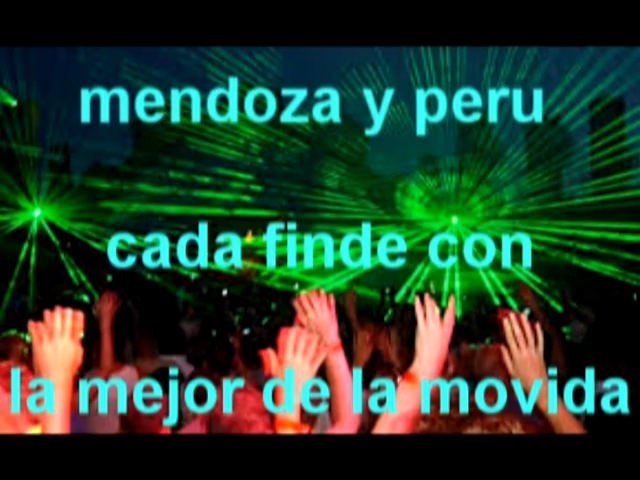 mendoza y peru
cada finde con
la mejor de la movida